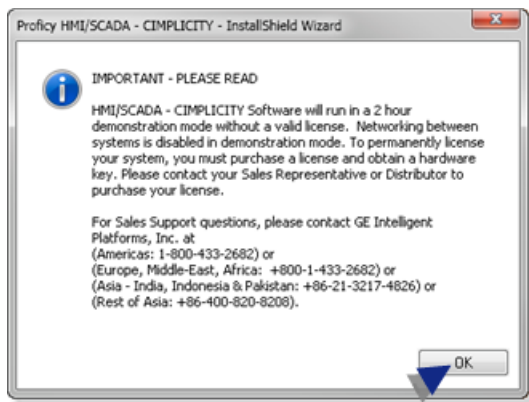 Proficy HMI/SCADA - CIMPLICITY - InstallShield Wizard
IMPORTANT - PLEASE READ
HMI/SCADA - CIMPLICITY Software will run in a 2 hour
demonstration mode without a valid license.  Networking between
systems is disabled in demonstration mode. To permanently license
your system, you must purchase a license and obtain a hardware
key. Please contact your Sales Representative or Distributor to
purchase your license.
For Sales Support questions, please contact GE Intelligent
Platforms, Inc. at
(Americas: 1-800-433-2682) or
(Europe, Middle-East, Africa:  +800-1-433-2682) or
(Asia - India, Indonesia & Pakistan: +86-21-3217-4826) or
(Rest of Asia: +86-400-820-8208).
OK